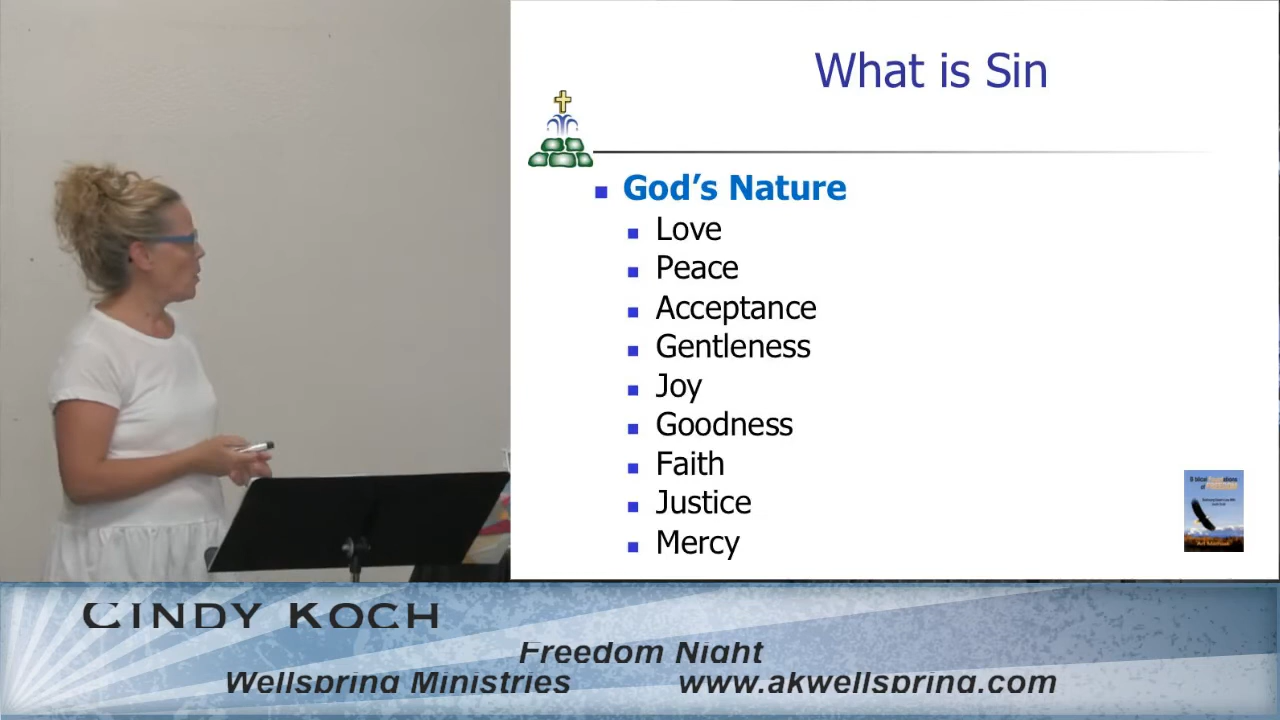 What is Sin
God's Nature
Love
Peace
Acceptance
Gentleness
Joy
Goodness
Faith
Justice
Mercy
CINDY KOCH
Freedom Night
Wellspring Ministries www.akwellspring.com